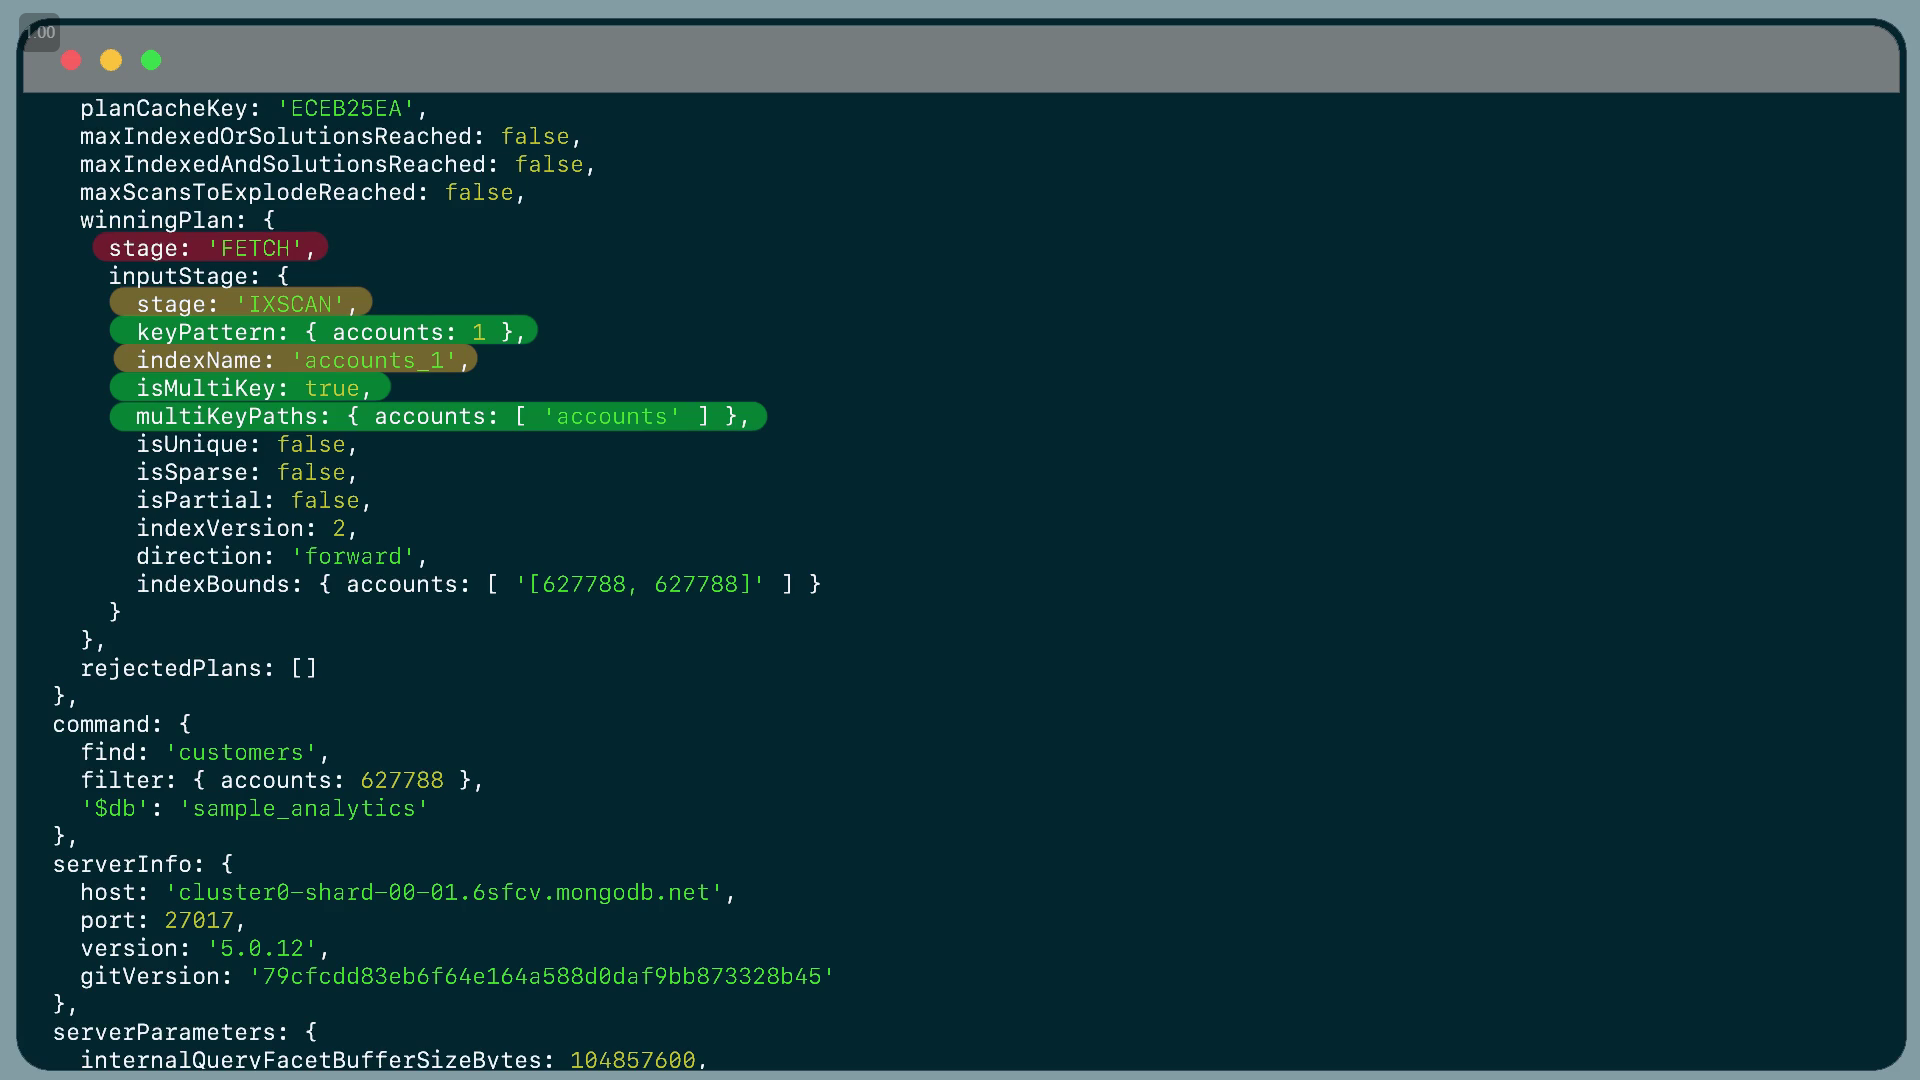 1.00
planCacheKey: 'ECEB25EA',
maxIndexedOrSolutionsReached: false,
maxIndexedAndSolutionsReached: false,
maxScansToExplodeReached: false,
winningPlan: {
stage: 'FETCH',
inputStage: {
stage: 'IXSCAN',
keyPattern: { accounts: 1 },
indexName: 'accounts_1',
isMultiKey: true,
multiKeyPaths: { accounts: [ 'accounts' ] },
isUnique: false,
isSparse: false,
isPartial: false,
indexVersion: 2,
direction: 'forward',
indexBounds: { accounts: [ '[627788, 627788]' ] }
}
},
rejectedPlans: []
},
command: {
find: 'customers',
filter: { accounts: 627788 },
'$db': 'sample_analytics'
},
serverInfo: {
host: 'cluster0-shard-00-01.6sfcv.mongodb.net',
port: 27017,
version: '5.0.12',
gitVersion: '79cfcdd83eb6f64e164a588d0daf9bb873328b45'
},
serverParameters: {
internalQueryFacetBufferSizeBytes: 104857600,